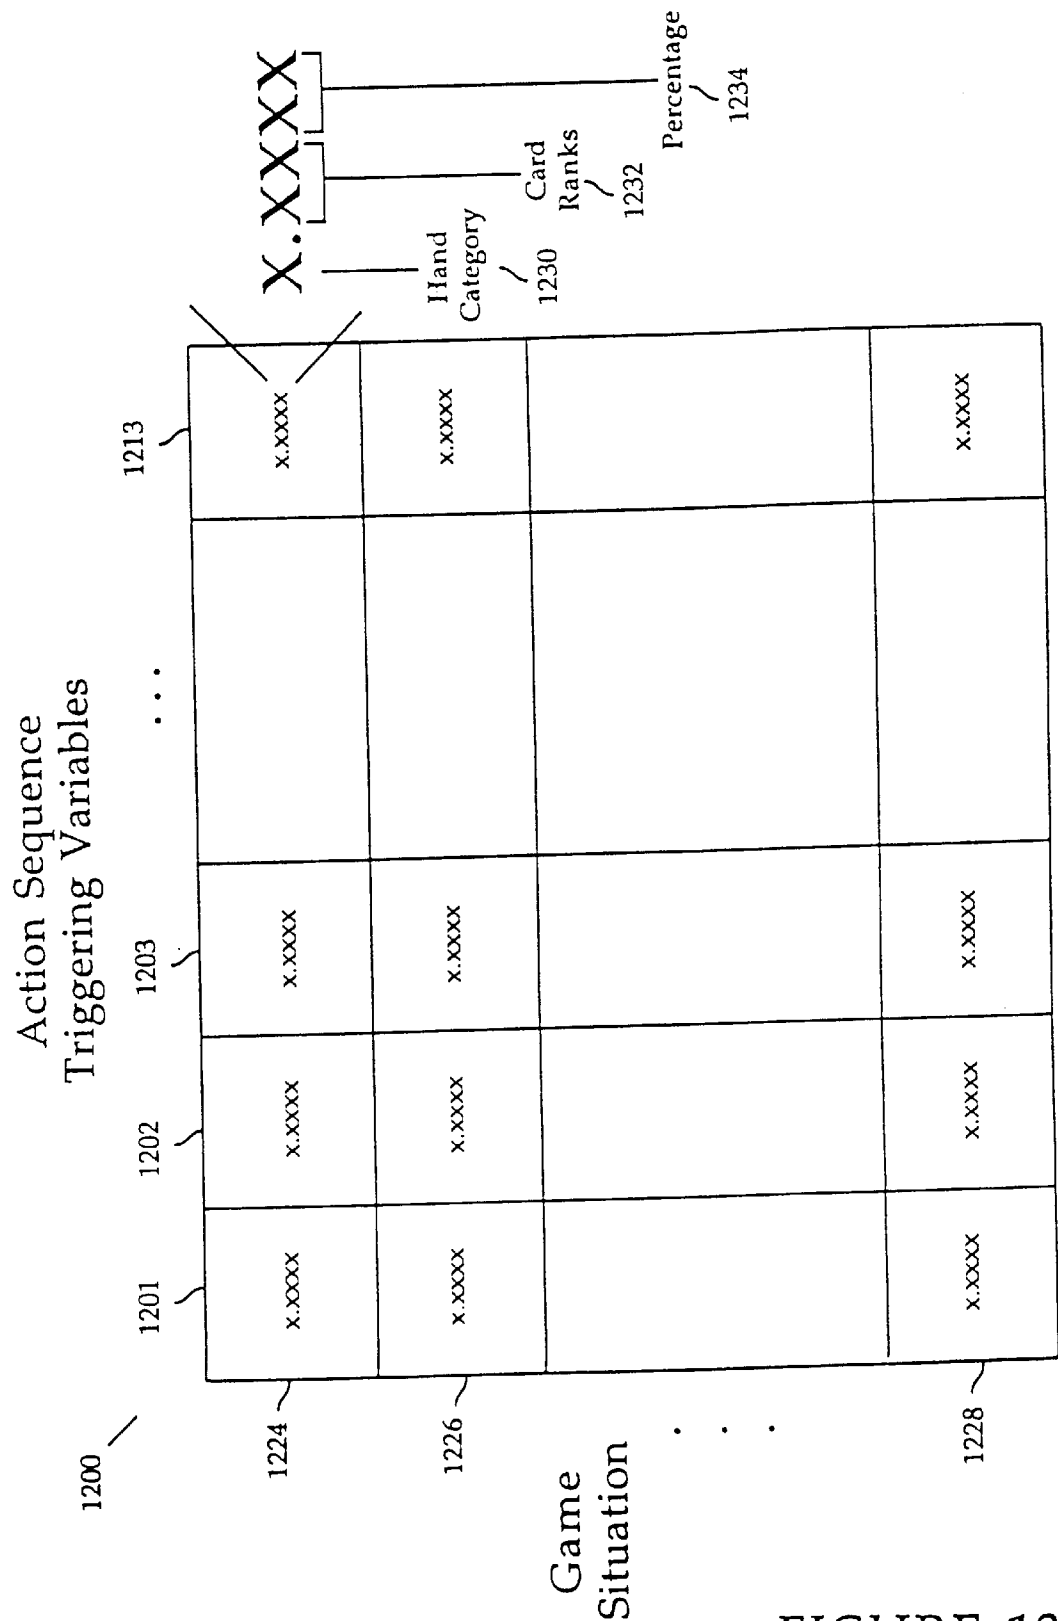 Action Sequence
Triggering Variables
1200
1201
1202
1203
. . .
1213
1224
x.xxxx
x.xxxx
x.xxxx
x.xxxx
1226
x.xxxx
x.xxxx
x.xxxx
x.xxxx
Game
Situation
. . .
1228
x.xxxx
x.xxxx
x.xxxx
x.xxxx
X.XXXX
Hand
Category
1230
Card
Ranks
1232
Percentage
1234
FIGURE